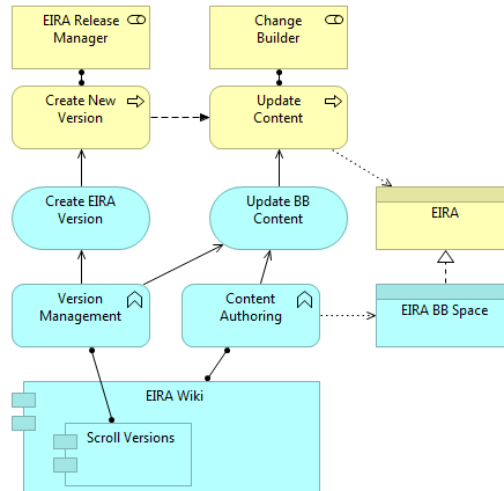 EIRA Release
Manager
Change
Builder
Create New
Version
Update
Content
Create EIRA
Version
Update BB
Content
EIRA
Version
Management
Content
Authoring
EIRA BB Space
EIRA Wiki
Scroll Versions